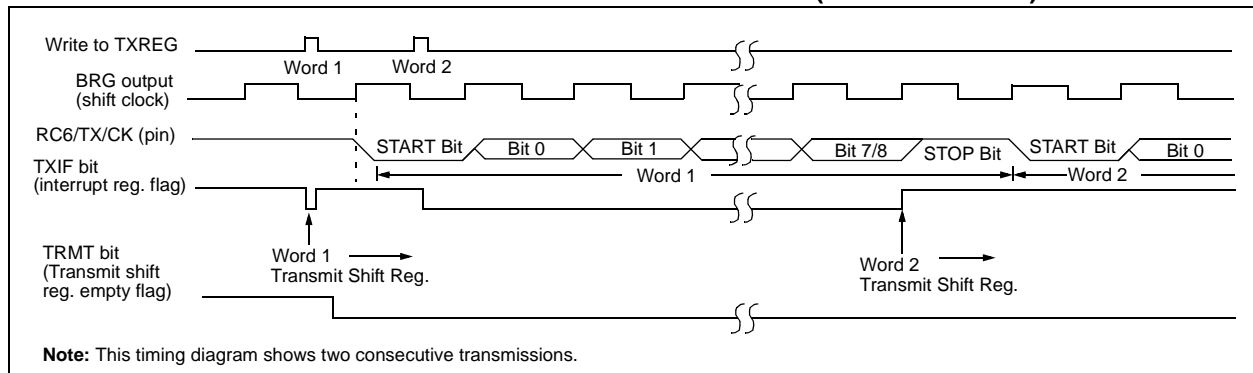 Write to TXREG
Word 1
Word 2
BRG output
(shift clock)
RC6/TX/CK (pin)
START Bit
Bit 0
Bit 1
Bit 7/8
STOP Bit
START Bit
Bit 0
TXIF bit
(interrupt reg. flag)
Word 1
Word 2
Word 1
Transmit Shift Reg.
Word 2
Transmit Shift Reg.
TRMT bit
(Transmit shift
reg. empty flag)
Note: This timing diagram shows two consecutive transmissions.